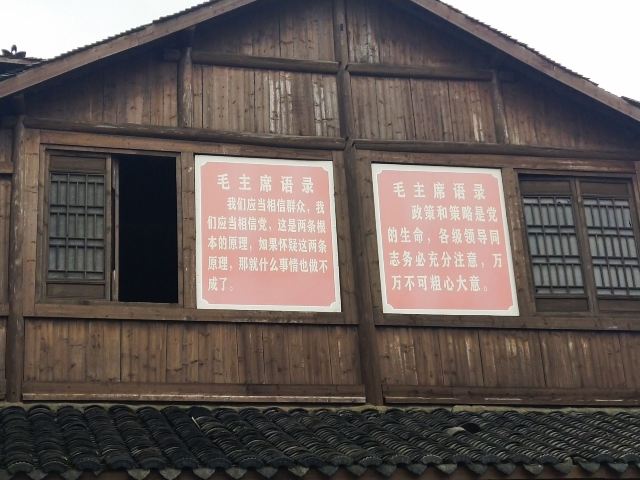 毛主席语录
我们应当相信群众，我
们应当相信党，这是两条根
本的原理，如果怀疑这两条
原理，那就什么事情也做不
成了。
毛主席语录
政策和策略是党
的生命，各级领导同
志务必充分注意，万
万不可粗心大意。